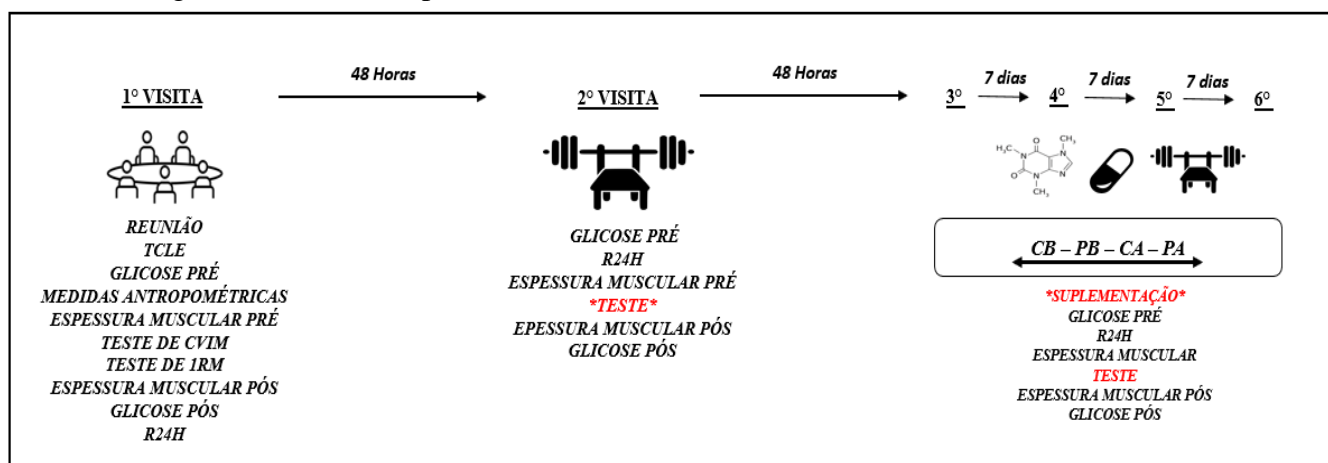 48 Horas
48 Horas
7 dias
7 dias
7 dias
1° VISITA
2° VISITA
3°
4°
5°
6°
REUNIÃO
TCLE
GLICOSE PRÉ
MEDIDAS ANTROPOMÉTRICAS
ESPESSURA MUSCULAR PRÉ
TESTE DE CVIM
TESTE DE 1RM
ESPESSURA MUSCULAR PÓS
GLICOSE PÓS
R24H
GLICOSE PRÉ
R24H
ESPESSURA MUSCULAR PRÉ
*TESTE*
EPESSURA MUSCULAR PÓS
GLICOSE PÓS
H₃C
O
CH₃
N
N
O
N
N
CH₃
CB – PB – CA – PA
*SUPLEMENTAÇÃO*
GLICOSE PRÉ
R24H
ESPESSURA MUSCULAR
TESTE
ESPESSURA MUSCULAR PÓS
GLICOSE PÓS